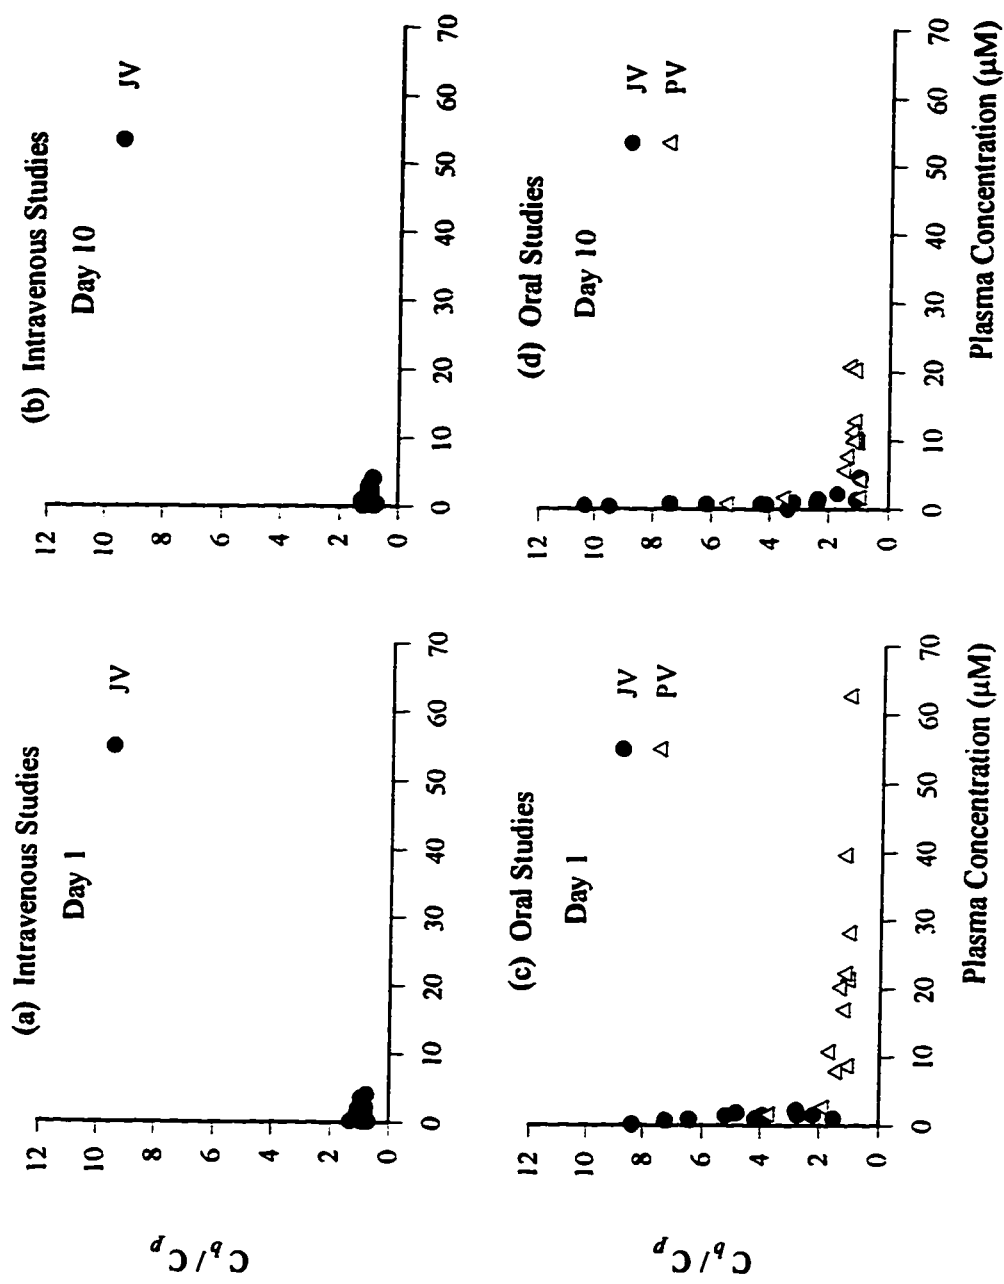 (a) Intravenous Studies
Day 1
JV
12
10
8
6
4
2
0
0 10 20 30 40 50 60 70
(b) Intravenous Studies
Day 10
JV
12
10
8
6
4
2
0
0 10 20 30 40 50 60 70
C b / C p
(c) Oral Studies
Day 1
JV
PV
12
10
8
6
4
2
0
0 10 20 30 40 50 60 70
Plasma Concentration (µM)
(d) Oral Studies
Day 10
JV
PV
12
10
8
6
4
2
0
0 10 20 30 40 50 60 70
Plasma Concentration (µM)